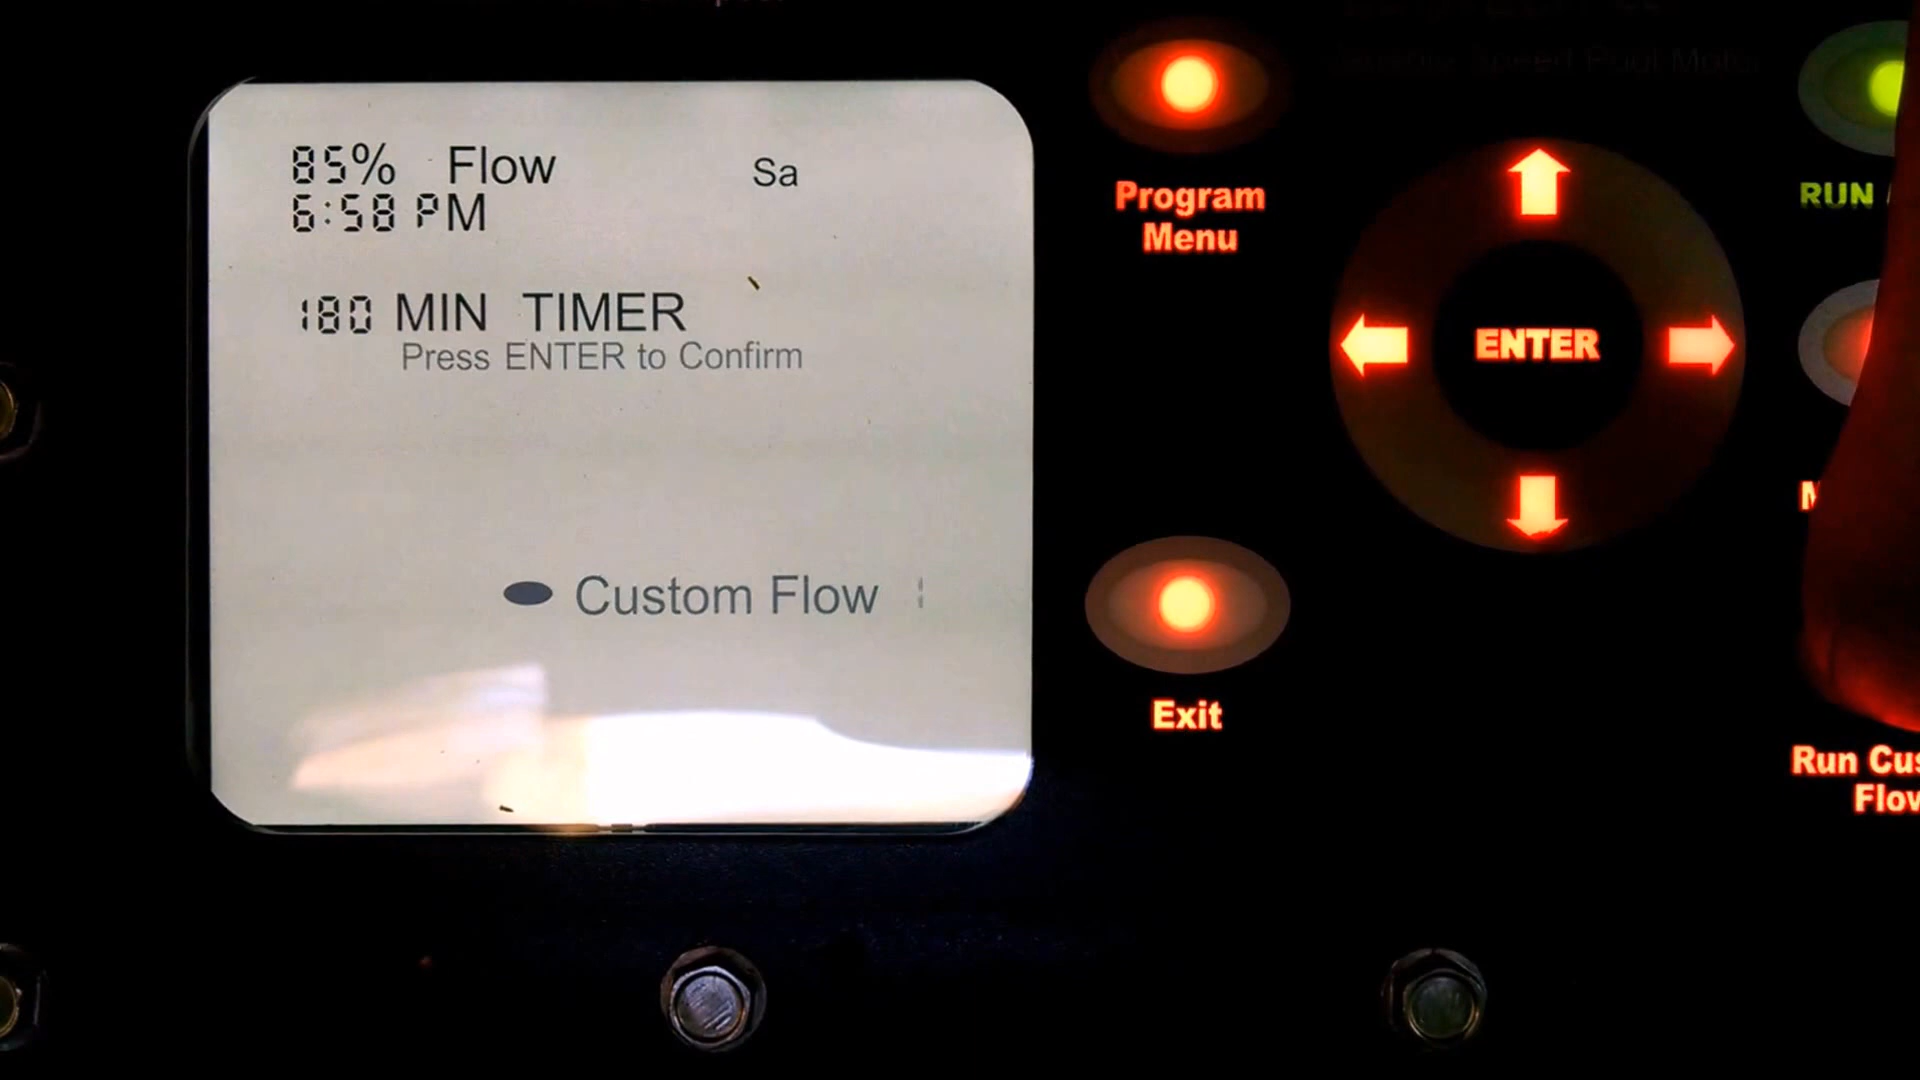 85% Flow Sa
6:58 PM
180 MIN TIMER
Press ENTER to Confirm
Custom Flow
Program
Menu
ENTER
Exit
RUN
Run Cus
Flow